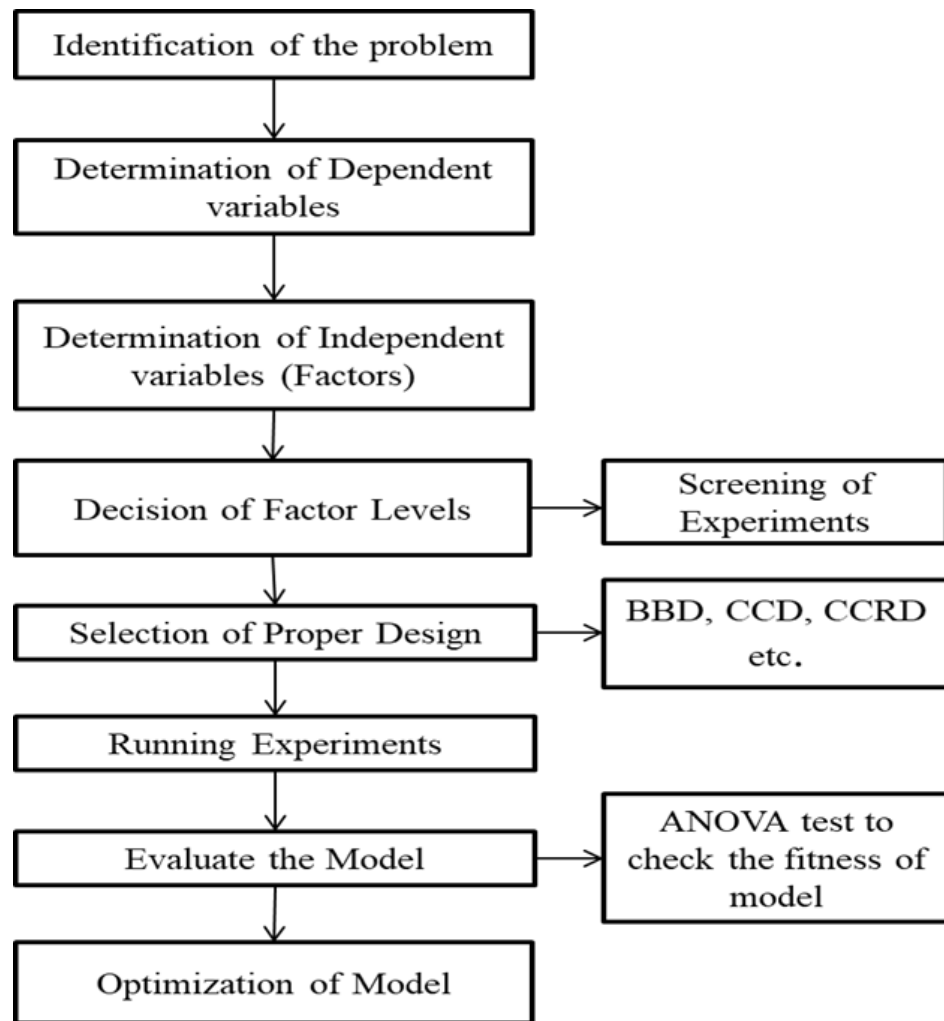 Identification of the problem
Determination of Dependent
variables
Determination of Independent
variables (Factors)
Decision of Factor Levels
Screening of
Experiments
Selection of Proper Design
BBD, CCD, CCRD
etc.
Running Experiments
Evaluate the Model
ANOVA test to
check the fitness of
model
Optimization of Model